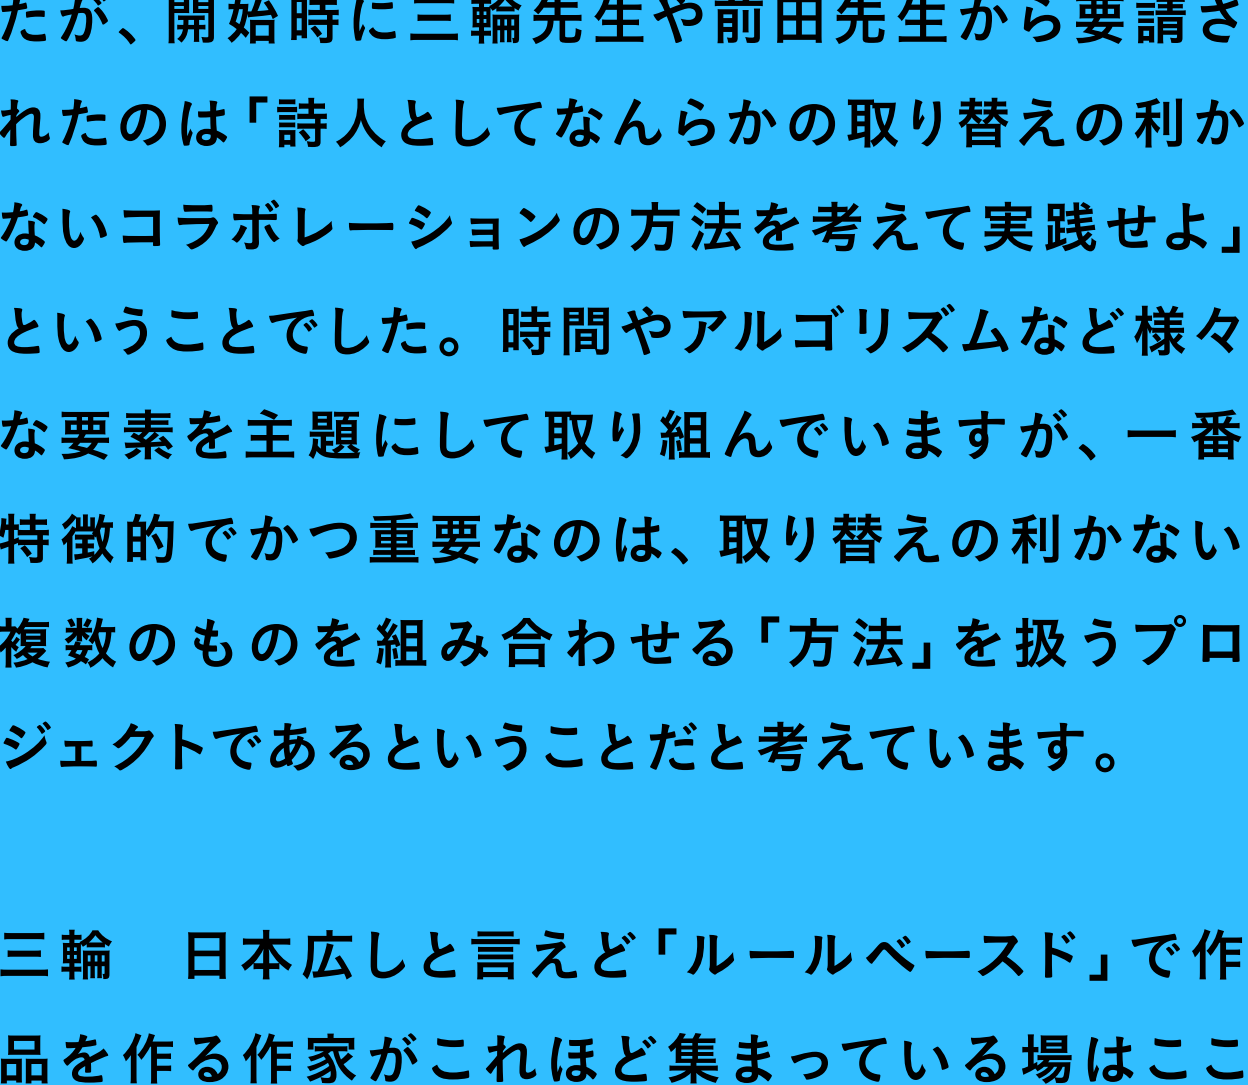 たが、開始時に三輪先生や前田先生から要請さ
れたのは「詩人としてなんらかの取り替えの利か
ないコラボレーションの方法を考えて実践せよ」
ということでした。時間やアルゴリズムなど様々
な要素を主題にして取り組んでいますが、一番
特徴的でかつ重要なのは、取り替えの利かない
複数のものを組み合わせる「方法」を扱うプロ
ジェクトであるということだと考えています。
三輪　日本広しと言えど「ルールベースド」で作
品を作る作家がこれほど集まっている場はここ